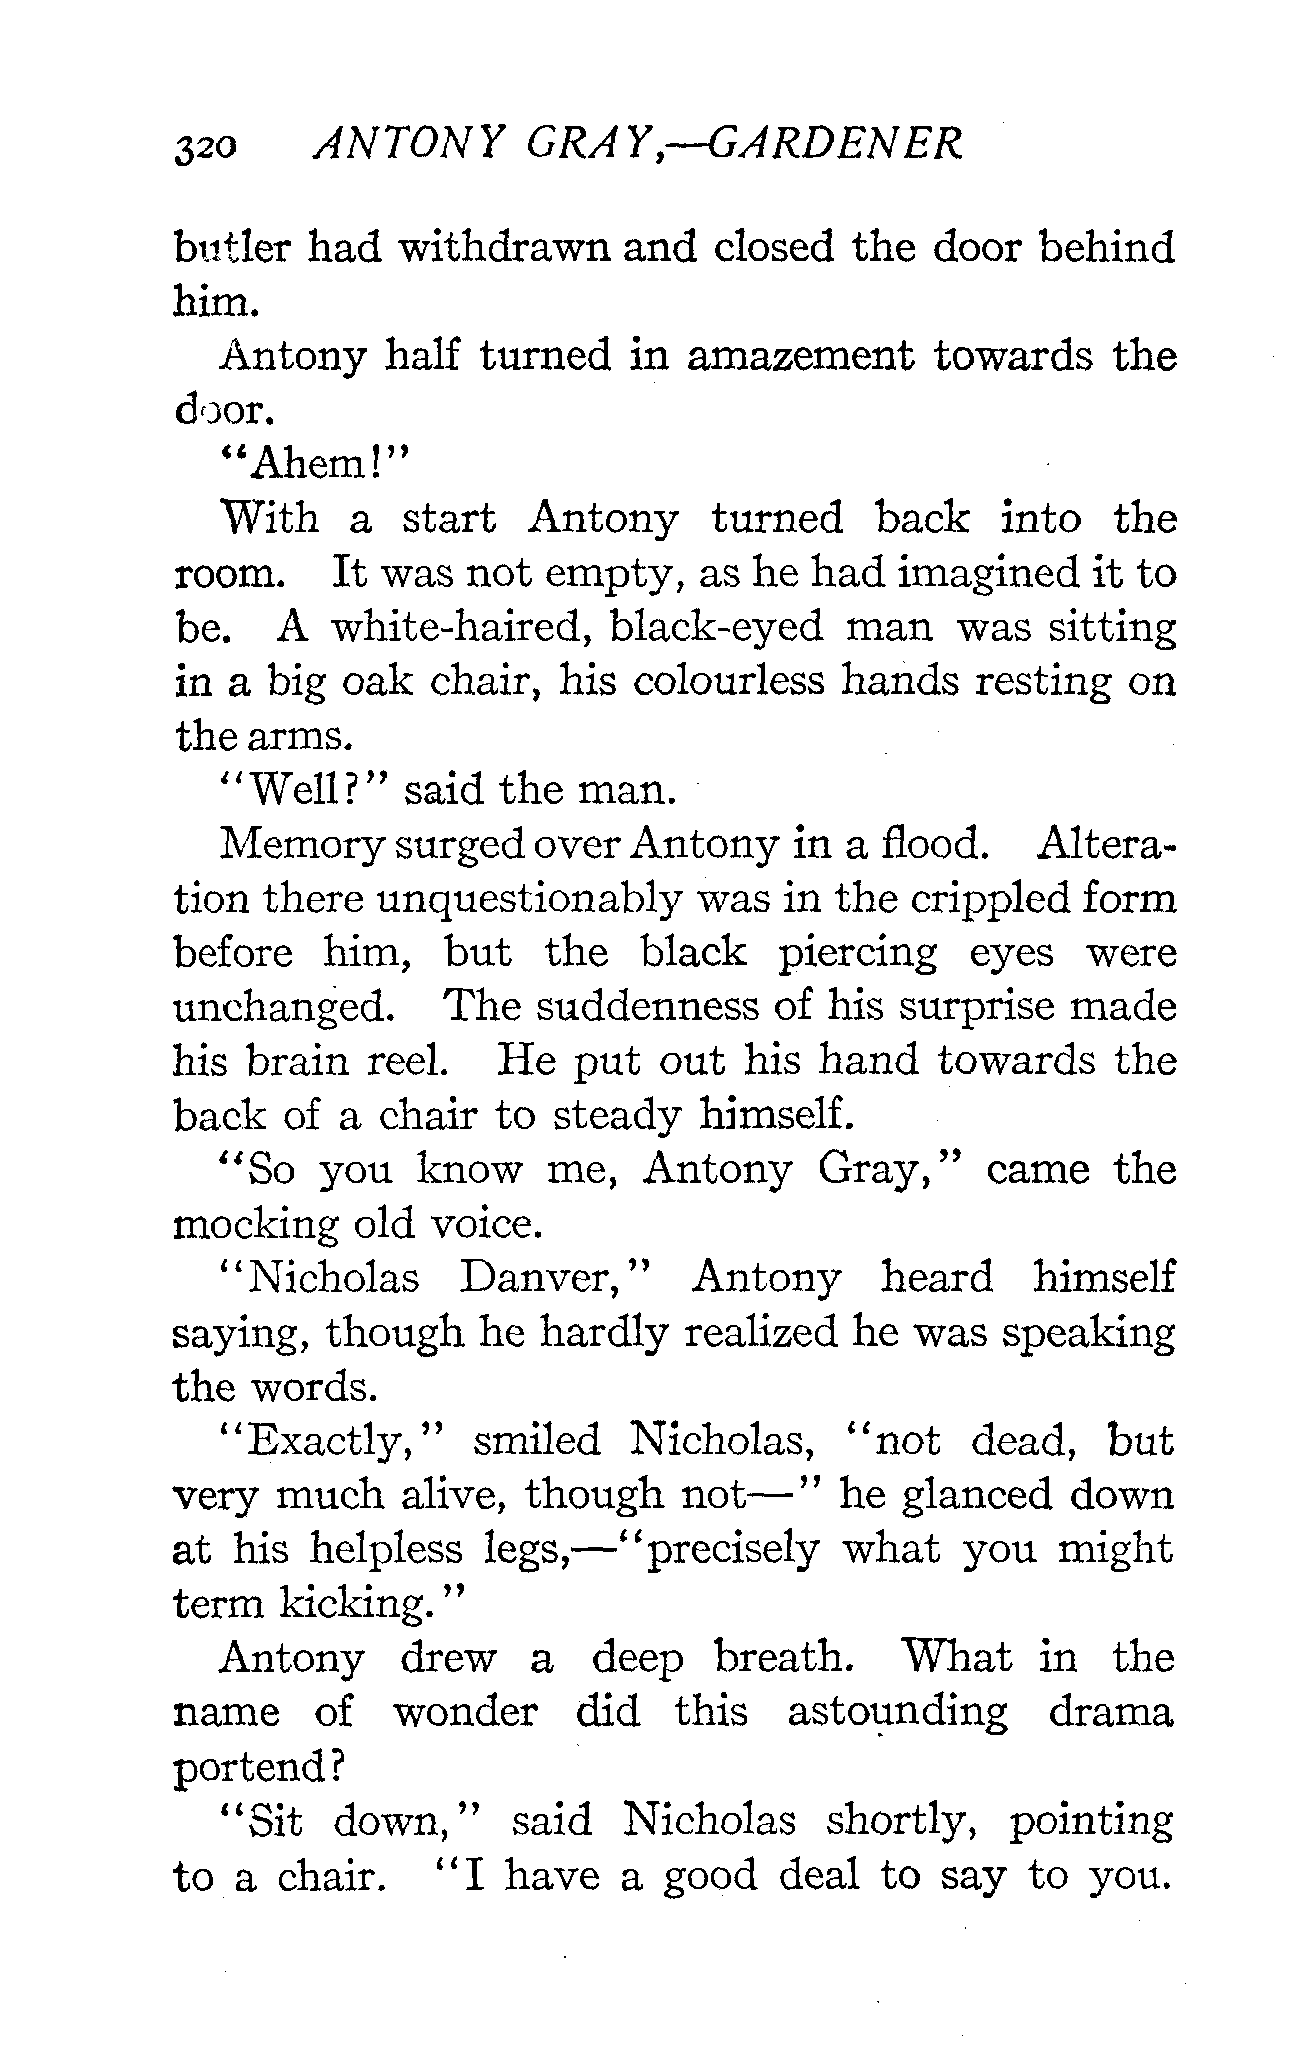 320 ANTONY GRAY,—GARDENER
butler had withdrawn and closed the door behind
him.
Antony half turned in amazement towards the
door.
“Ahem!”
With a start Antony turned back into the
room. It was not empty, as he had imagined it to
be. A white-haired, black-eyed man was sitting
in a big oak chair, his colourless hands resting on
the arms.
“Well?” said the man.
Memory surged over Antony in a flood. Altera-
tion there unquestionably was in the crippled form
before him, but the black piercing eyes were
unchanged. The suddenness of his surprise made
his brain reel. He put out his hand towards the
back of a chair to steady himself.
“So you know me, Antony Gray,” came the
mocking old voice.
“Nicholas Danver,” Antony heard himself
saying, though he hardly realized he was speaking
the words.
“Exactly,” smiled Nicholas, “not dead, but
very much alive, though not—” he glanced down
at his helpless legs,—“precisely what you might
term kicking.”
Antony drew a deep breath. What in the
name of wonder did this astounding drama
portend?
“Sit down,” said Nicholas shortly, pointing
to a chair. “I have a good deal to say to you.